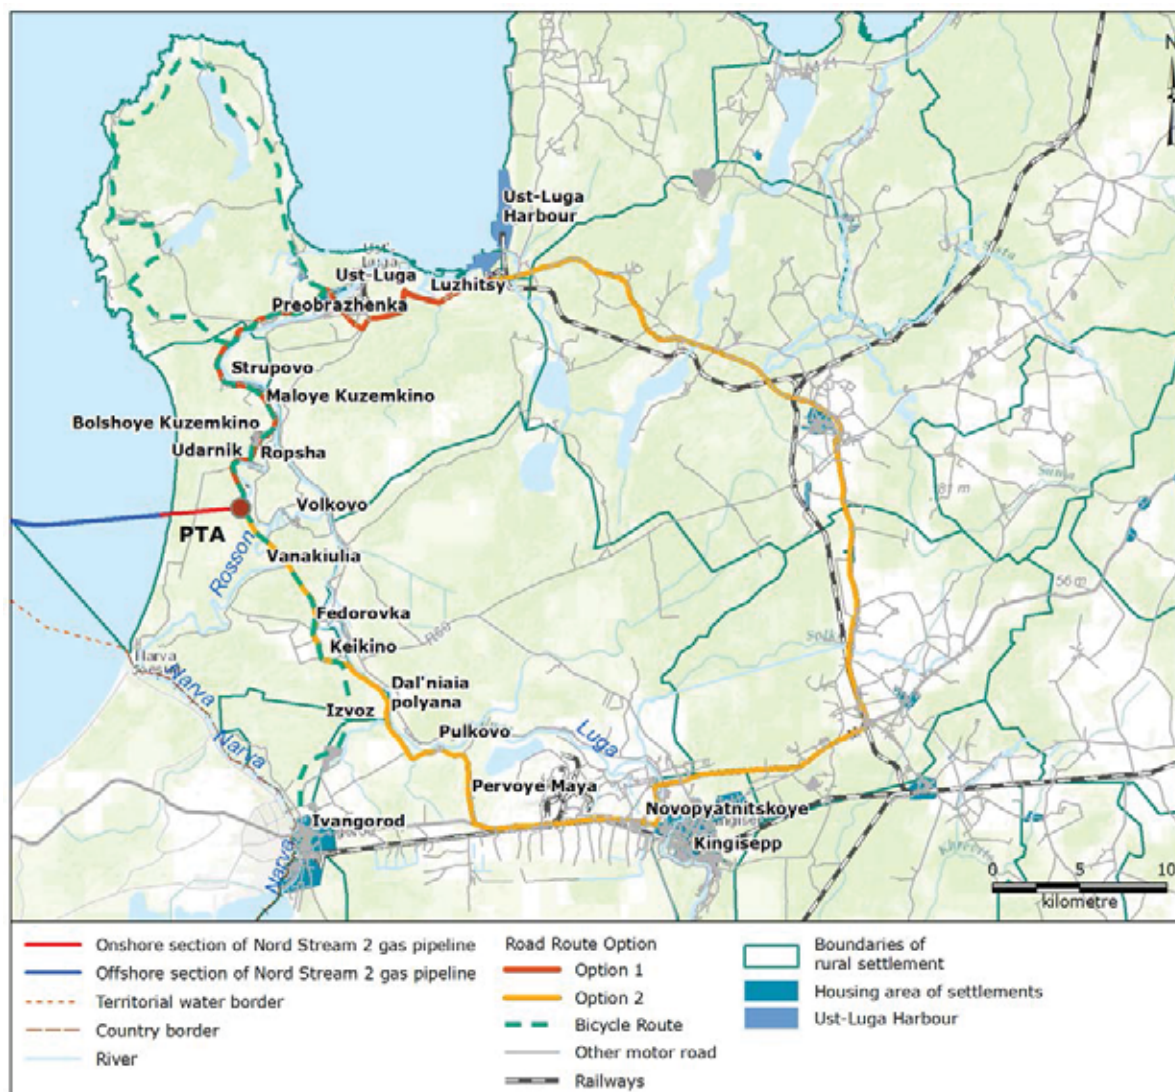 N
Ust-Luga
Harbour
Ust-Luga
Luzhitsy
Preobrazhenka
Strupovo
Maloye Kuzemkino
Bolshoye Kuzemkino
Udarnik
Ropsha
PTA
Volkovo
Rosson
Vanakiulia
Fedorovka
Keikino
Narva
Narva
Dal'niaia
polyana
Izvoz
Pulkovo
Luga
Pervoye Maya
Novopyatnitskoye
Kingisepp
Ivangorod
Narva
56 m
0 5 10
kilometre
Onshore section of Nord Stream 2 gas pipeline
Offshore section of Nord Stream 2 gas pipeline
Territorial water border
Country border
River
Road Route Option
Option 1
Option 2
Bicycle Route
Other motor road
Railways
Boundaries of
rural settlement
Housing area of settlements
Ust-Luga Harbour